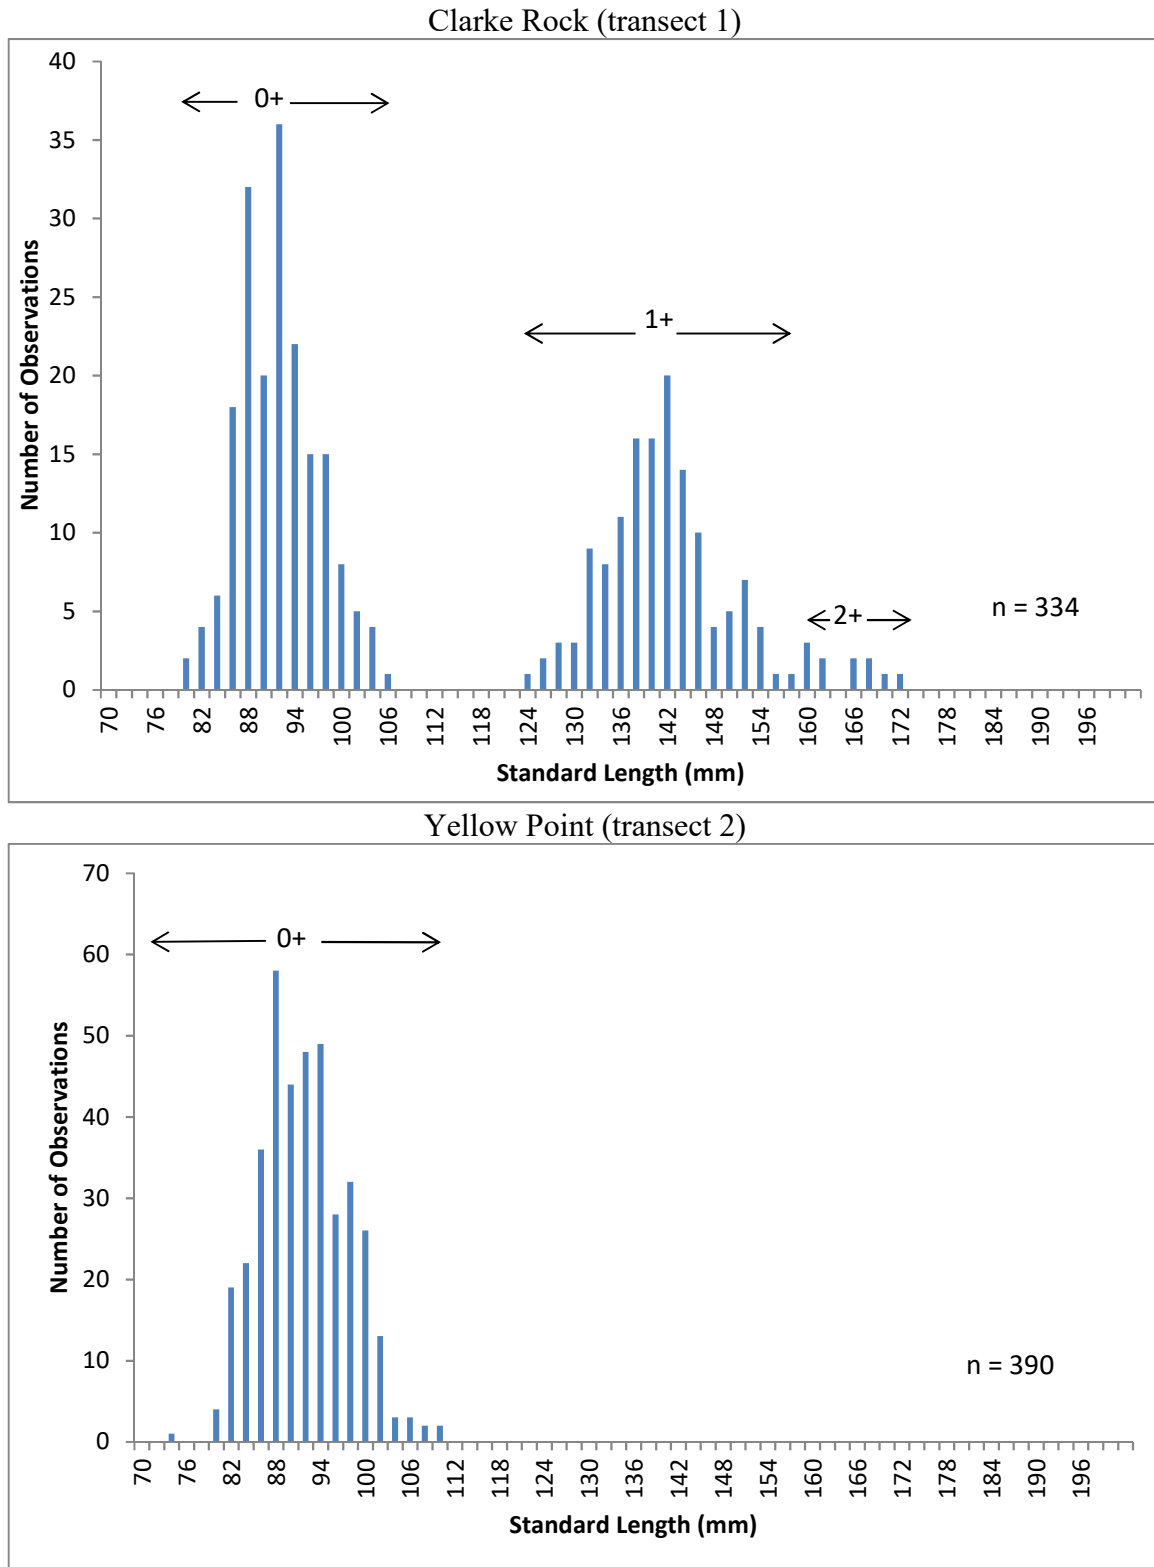 Clarke Rock (transect 1)
40
35
30
25
20
15
10
5
0
Number of Observations
0+
1+
2+
n = 334
70 76 82 88 94 100 106 112 118 124 130 136 142 148 154 160 166 172 178 184 190 196
Standard Length (mm)
Yellow Point (transect 2)
70
60
50
40
30
20
10
0
Number of Observations
0+
n = 390
70 76 82 88 94 100 106 112 118 124 130 136 142 148 154 160 166 172 178 184 190 196
Standard Length (mm)